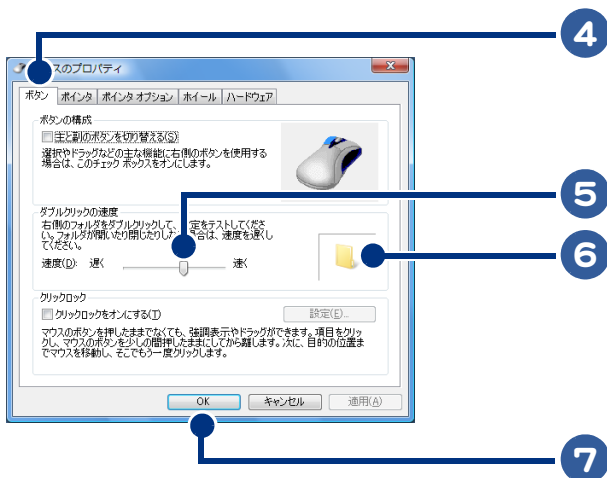 4
スのプロパティ
ボタン ポインタ ポインタ オプション ホイール ハードウェア
ボタンの構成
主と副のボタンを切り替える(S)
選択やドラッグなどの主な機能に右側のボタンを使用する
場合は、このチェック ボックスをオンにします。
5
ダブルクリックの速度
右側のフォルダをダブルクリックして、定をテストしてくださ
い。フォルダが開いたり閉じたりした合は、速度を遅くし
てください。
6
速度(D): 遅く 速く
クリックロック
クリックロックをオンにする(T) 設定(E)...
マウスのボタンを押したままでなくても、強調表示やドラッグができます。項目をクリッ
クし、マウスのボタンを少しの間押したままにしてから離します。次に、目的の位置ま
でマウスを移動し、そこでもう一度クリックします。
OK キャンセル 適用(A)
7